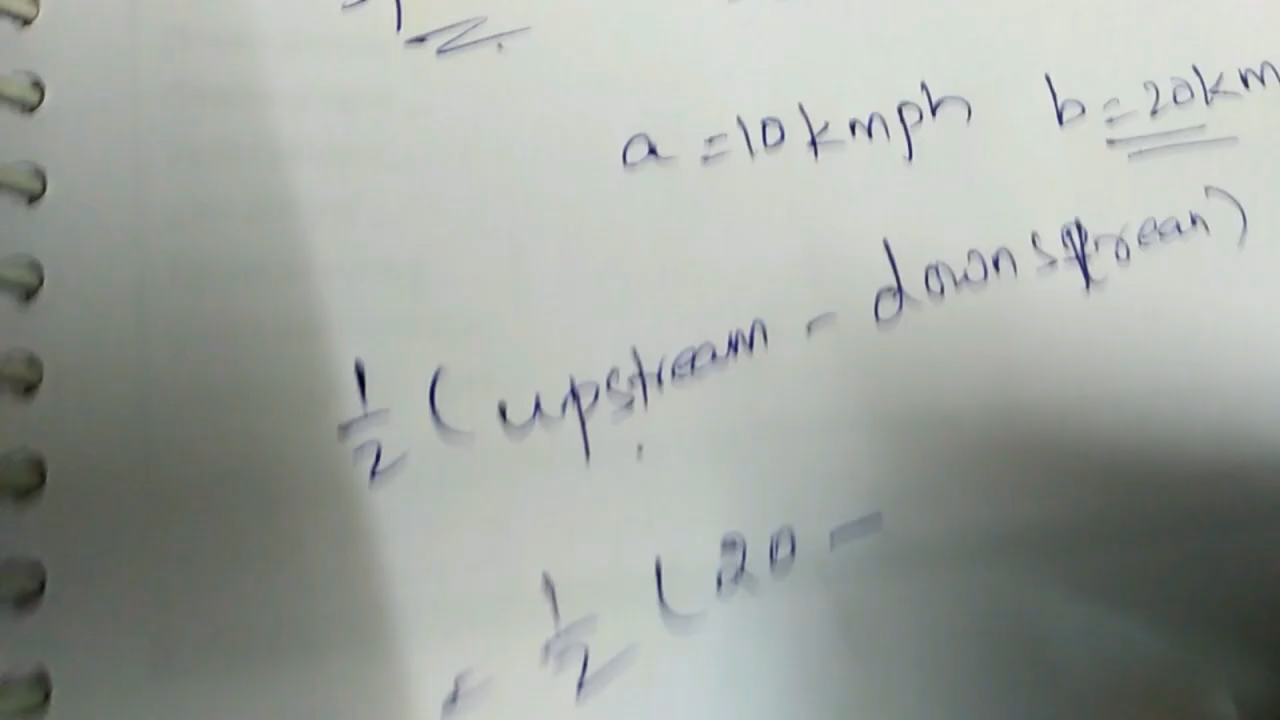 a = 10 kmph b = 20 km
1/2 ( upstream - downstream )
= 1/2 ( 20 -